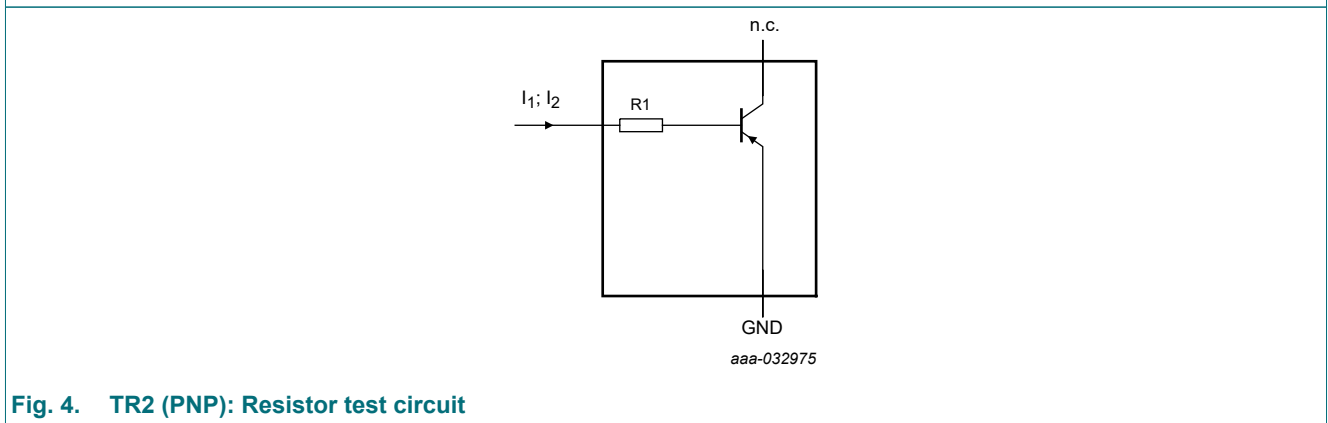 n.c.
I1; I2
R1
GND
aaa-032975
Fig. 4. TR2 (PNP): Resistor test circuit